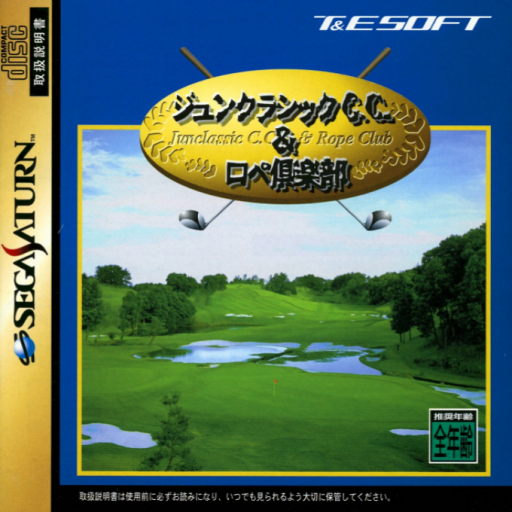 COMPACT
disc
取扱説明書
SEGA SATURN™
T&E SOFT
ジュンクラシックC.C.
Junclassic C.C. & Rope Club
&
ロペ倶楽部
推奨年齢
全年齢
取扱説明書は使用前に必ずお読みになり、いつでも見られるよう大切に保管してください。